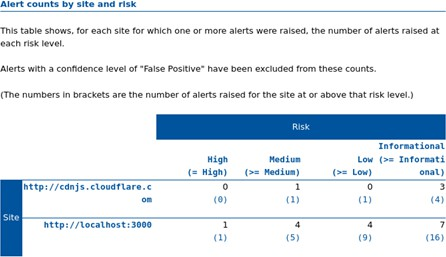 Alert counts by site and risk
This table shows, for each site for which one or more alerts were raised, the number of alerts raised at
each risk level.
Alerts with a confidence level of "False Positive" have been excluded from these counts.
(The numbers in brackets are the number of alerts raised for the site at or above that risk level.)
Risk
Informational
High Medium Low (>= Informati
(= High) (>= Medium) (>= Low) onal)
http://cdnjs.cloudflare.c 0 1 0 3
om (0) (1) (1) (4)
Site
http://localhost:3000 1 4 4 7
(1) (5) (9) (16)